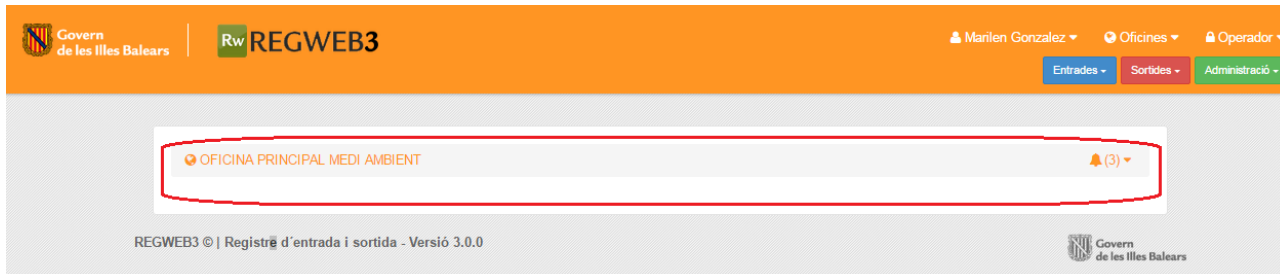 Govern
de les Illes Balears
Rw REGWEB3
Marilen Gonzalez
Oficines
Operador
Entrades
Sortides
Administració
OFICINA PRINCIPAL MEDI AMBIENT
(3)
REGWEB3 © | Registre d´entrada i sortida - Versió 3.0.0
Govern
de les Illes Balears